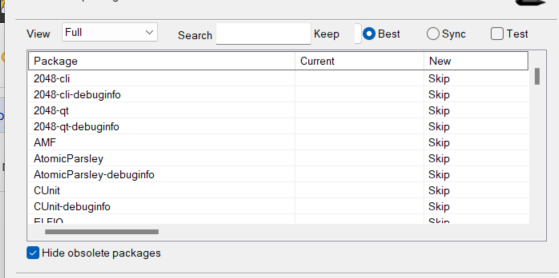 View Full Search Keep Best Sync Test
Package Current New
2048-cli Skip
2048-cli-debuginfo Skip
2048-qt Skip
2048-qt-debuginfo Skip
AMF Skip
AtomicParsley Skip
AtomicParsley-debuginfo Skip
CUnit Skip
CUnit-debuginfo Skip
ELFIO Skip
Hide obsolete packages